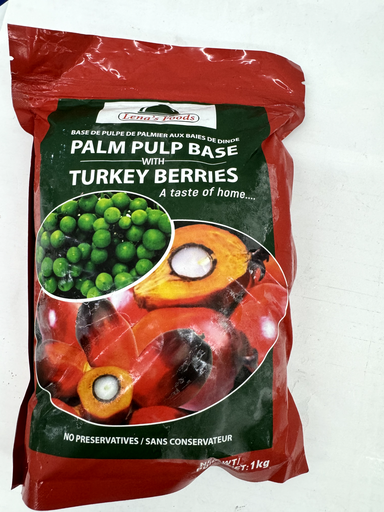 Lena's Foods
BASE DE PULPE DE PALMIER AUX BAIES DE DINDE
PALM PULP BASE
WITH
TURKEY BERRIES
A taste of home....
NO PRESERVATIVES / SANS CONSERVATEUR
WT/
1kg